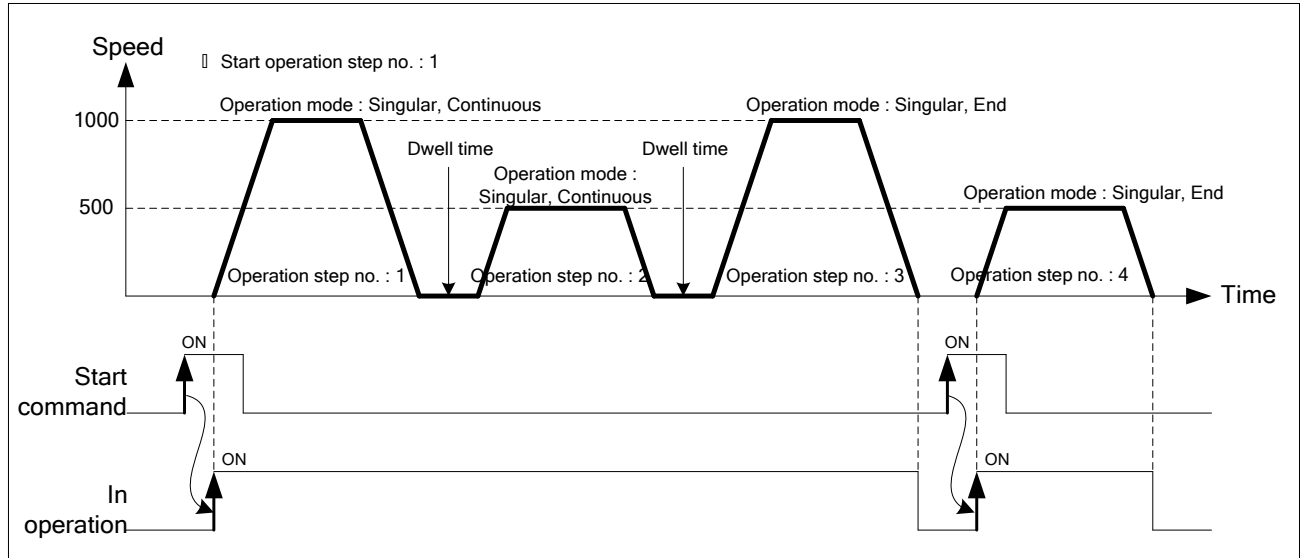 Speed
▯ Start operation step no. : 1
Operation mode : Singular, Continuous
Operation mode : Singular, End
1000
Dwell time
Dwell time
Operation mode :
Singular, Continuous
Operation mode : Singular, End
500
Operation step no. : 1
Operation step no. : 2
Operation step no. : 3
Operation step no. : 4
Time
ON
ON
Start
command
ON
ON
In
operation